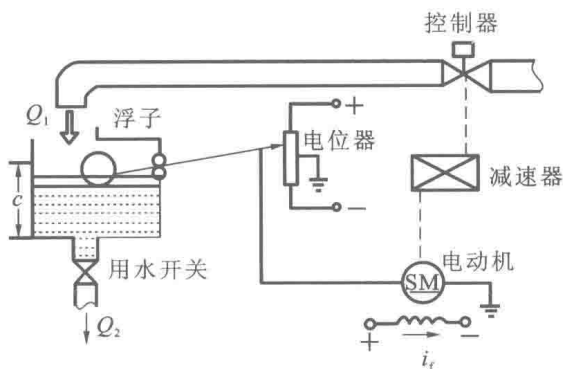 控制器
Q₁
浮子
+
电位器
减速器
c
−
用水开关
电动机
SM
Q₂
+
−
i_f